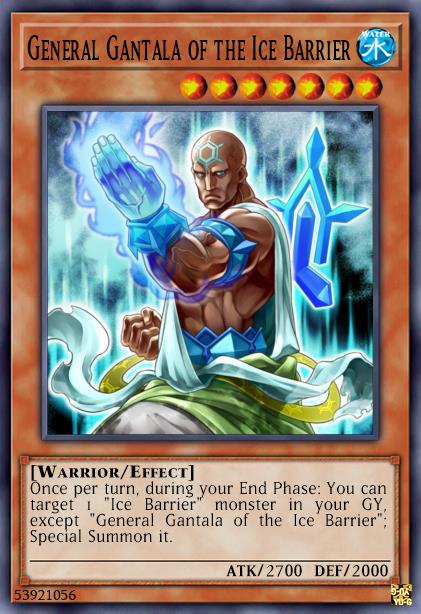 General Gantala of the Ice Barrier
WATER
水
[Warrior/Effect]
Once per turn, during your End Phase: You can
target 1 "Ice Barrier" monster in your GY,
except "General Gantala of the Ice Barrier";
Special Summon it.
ATK/2700 DEF/2000
53921056